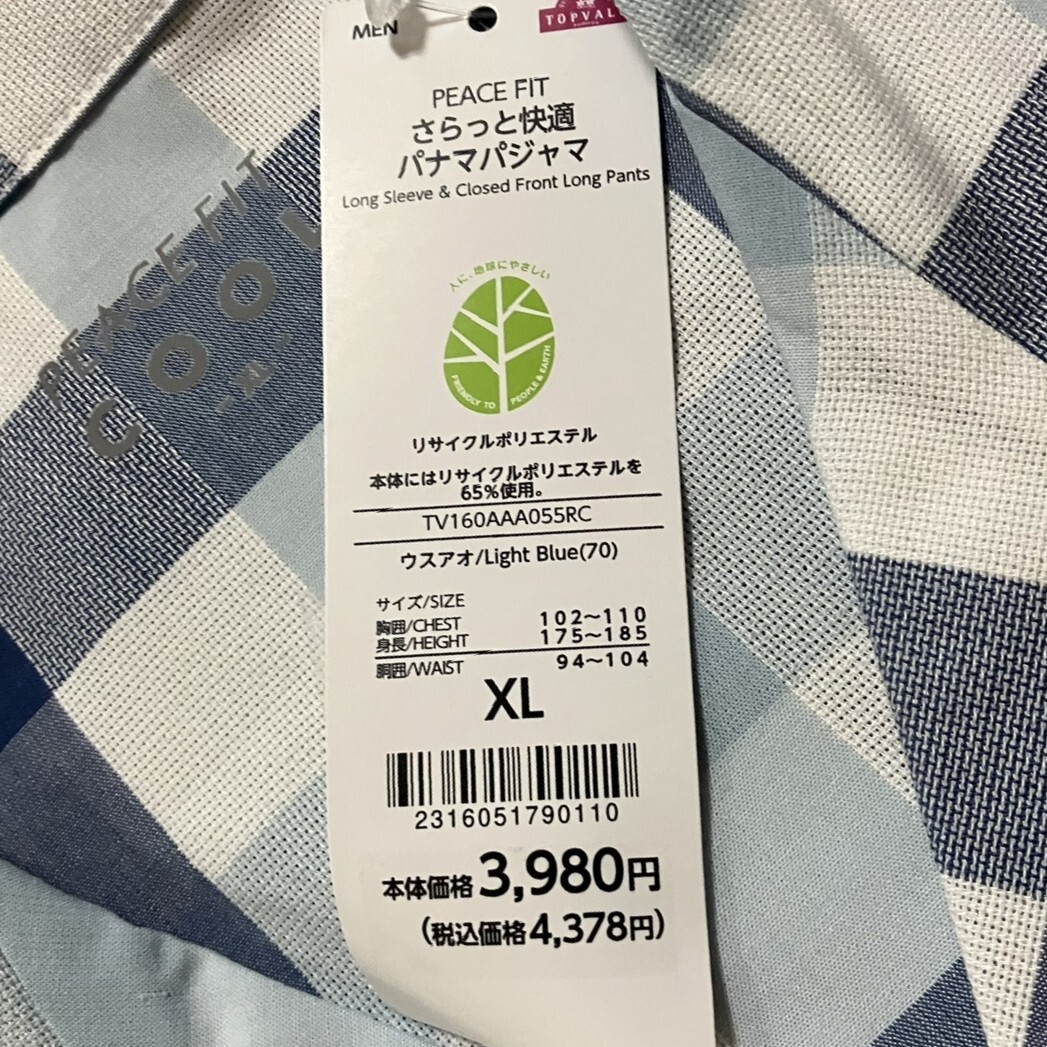 MEN
TOPVAL
PEACE FIT
さらっと快適
パナマパジャマ
Long Sleeve & Closed Front Long Pants
人に、地球にやさしい
FRIENDLY TO PEOPLE & EARTH
リサイクルポリエステル
本体にはリサイクルポリエステルを
65%使用。
TV160AAA055RC
ウスアオ/Light Blue(70)
サイズ/SIZE
胸囲/CHEST 102〜110
身長/HEIGHT 175〜185
胴囲/WAIST 94〜104
XL
2316051790110
本体価格3,980円
(税込価格4,378円)
PEACE FIT
COOL